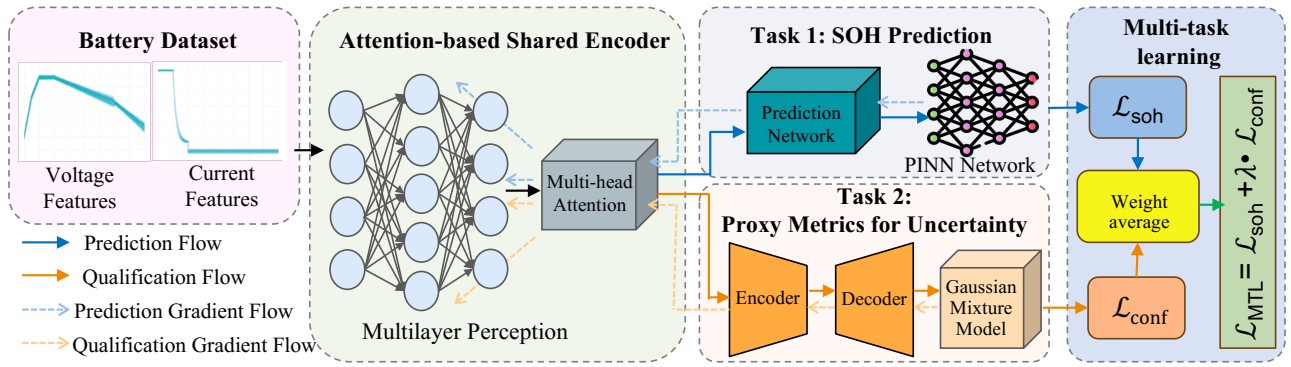 Battery Dataset
Voltage
Features
Current
Features
Prediction Flow
Qualification Flow
Prediction Gradient Flow
Qualification Gradient Flow
Attention-based Shared Encoder
Multi-head
Attention
Multilayer Perception
Task 1: SOH Prediction
Prediction
Network
PINN Network
Task 2:
Proxy Metrics for Uncertainty
Encoder
Decoder
Gaussian
Mixture
Model
Multi-task
learning
ℒsoh
Weight
average
ℒconf
ℒMTL = ℒsoh + λ• ℒconf